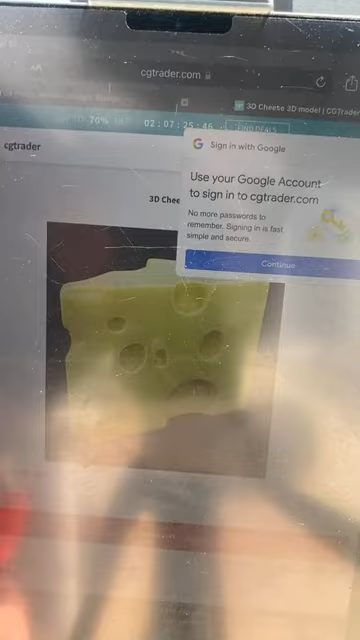 cgtrader.com
3D Cheese 3D model | CGTrader
70%
02:07:25:46
Sign in with Google
cgtrader
Use your Google Account
to sign in to cgtrader.com
3D Chee
No more passwords to
remember. Signing in is fast,
simple and secure.
Continue